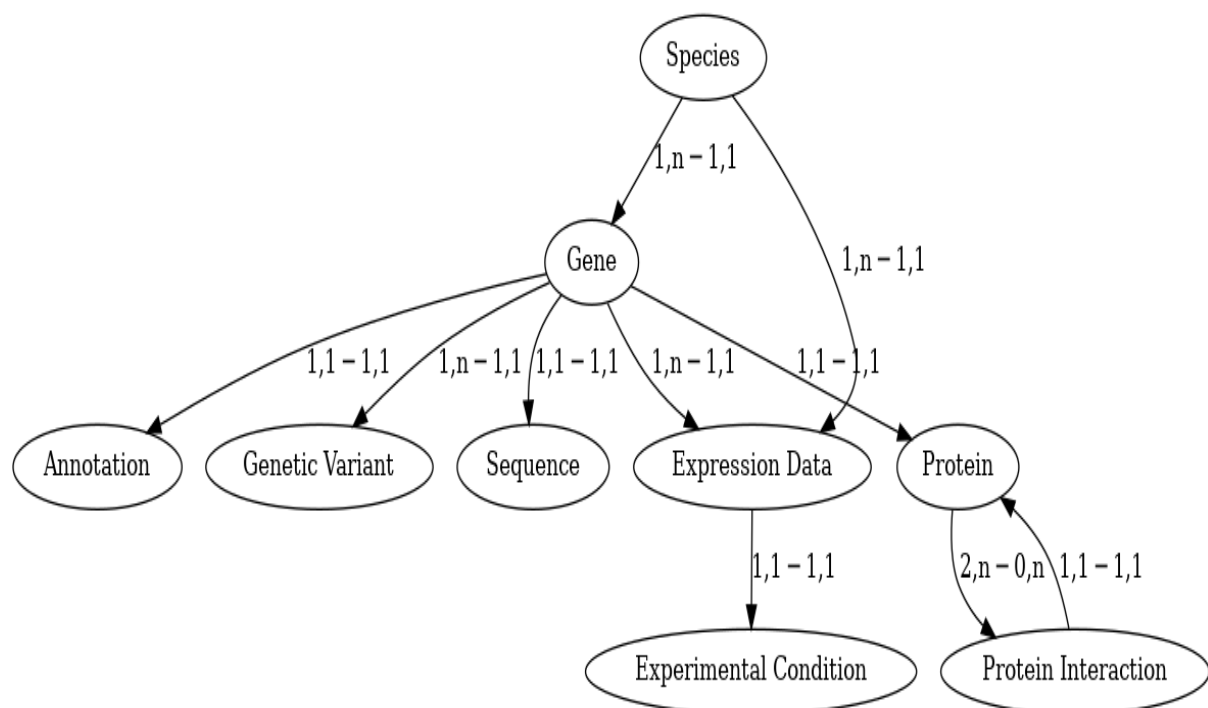 Species
1,n – 1,1
Gene
1,n – 1,1
1,1 – 1,1
1,n – 1,1
1,1 – 1,1
1,n – 1,1
1,1 – 1,1
Annotation
Genetic Variant
Sequence
Expression Data
Protein
1,1 – 1,1
2,n – 0,n
1,1 – 1,1
Experimental Condition
Protein Interaction